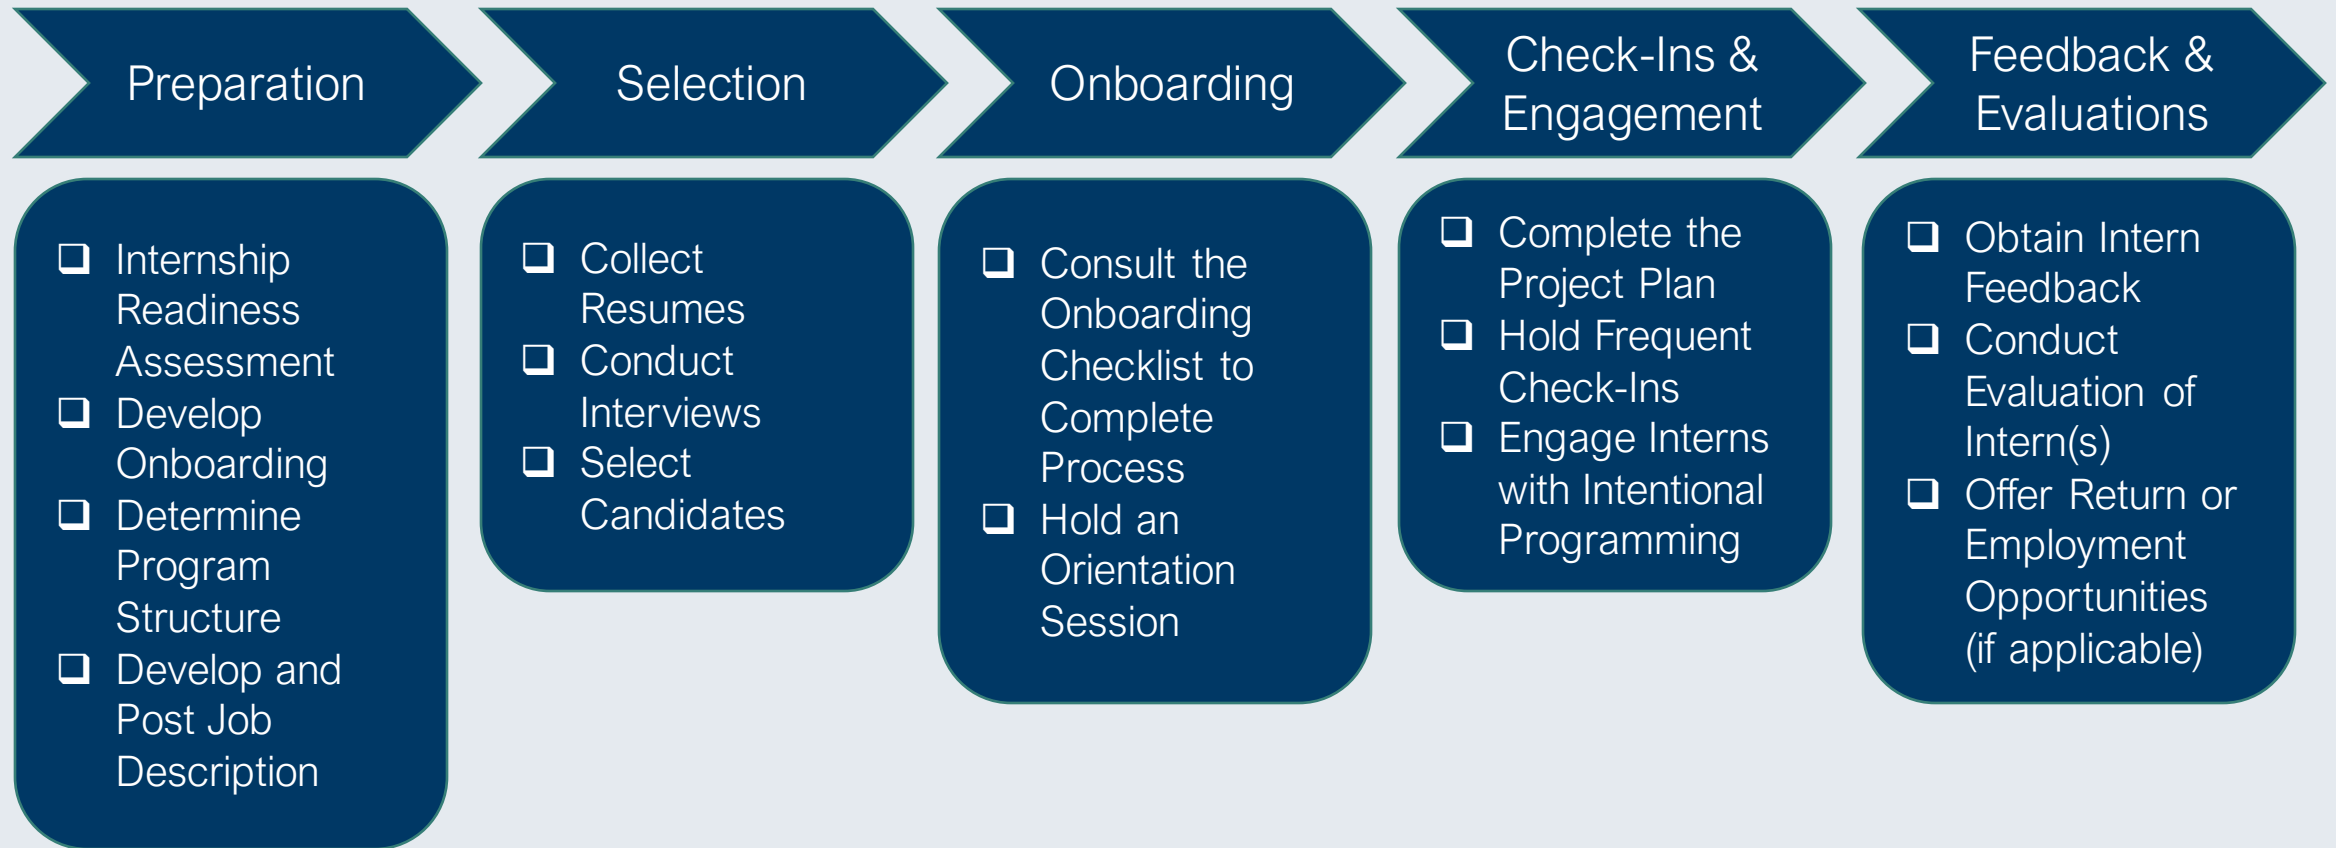 Preparation
Selection
Onboarding
Check-Ins &
Engagement
Feedback &
Evaluations
❑ Internship
Readiness
Assessment
❑ Develop
Onboarding
❑ Determine
Program
Structure
❑ Develop and
Post Job
Description
❑ Collect
Resumes
❑ Conduct
Interviews
❑ Select
Candidates
❑ Consult the
Onboarding
Checklist to
Complete
Process
❑ Hold an
Orientation
Session
❑ Complete the
Project Plan
❑ Hold Frequent
Check-Ins
❑ Engage Interns
with Intentional
Programming
❑ Obtain Intern
Feedback
❑ Conduct
Evaluation of
Intern(s)
❑ Offer Return or
Employment
Opportunities
(if applicable)